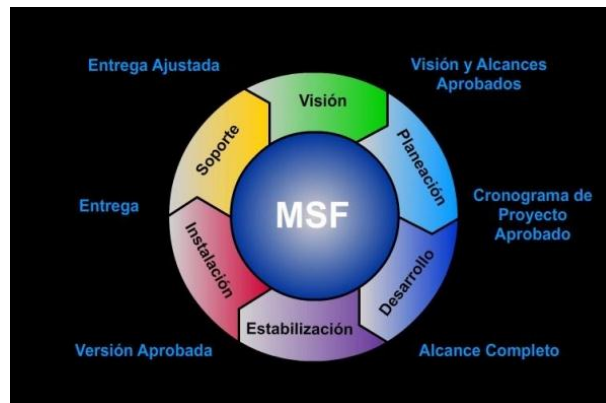 Entrega Ajustada
Visión y Alcances
Aprobados
Visión
Soporte
Planeación
MSF
Entrega
Cronograma de
Proyecto
Aprobado
Instalación
Desarrollo
Estabilización
Versión Aprobada
Alcance Completo